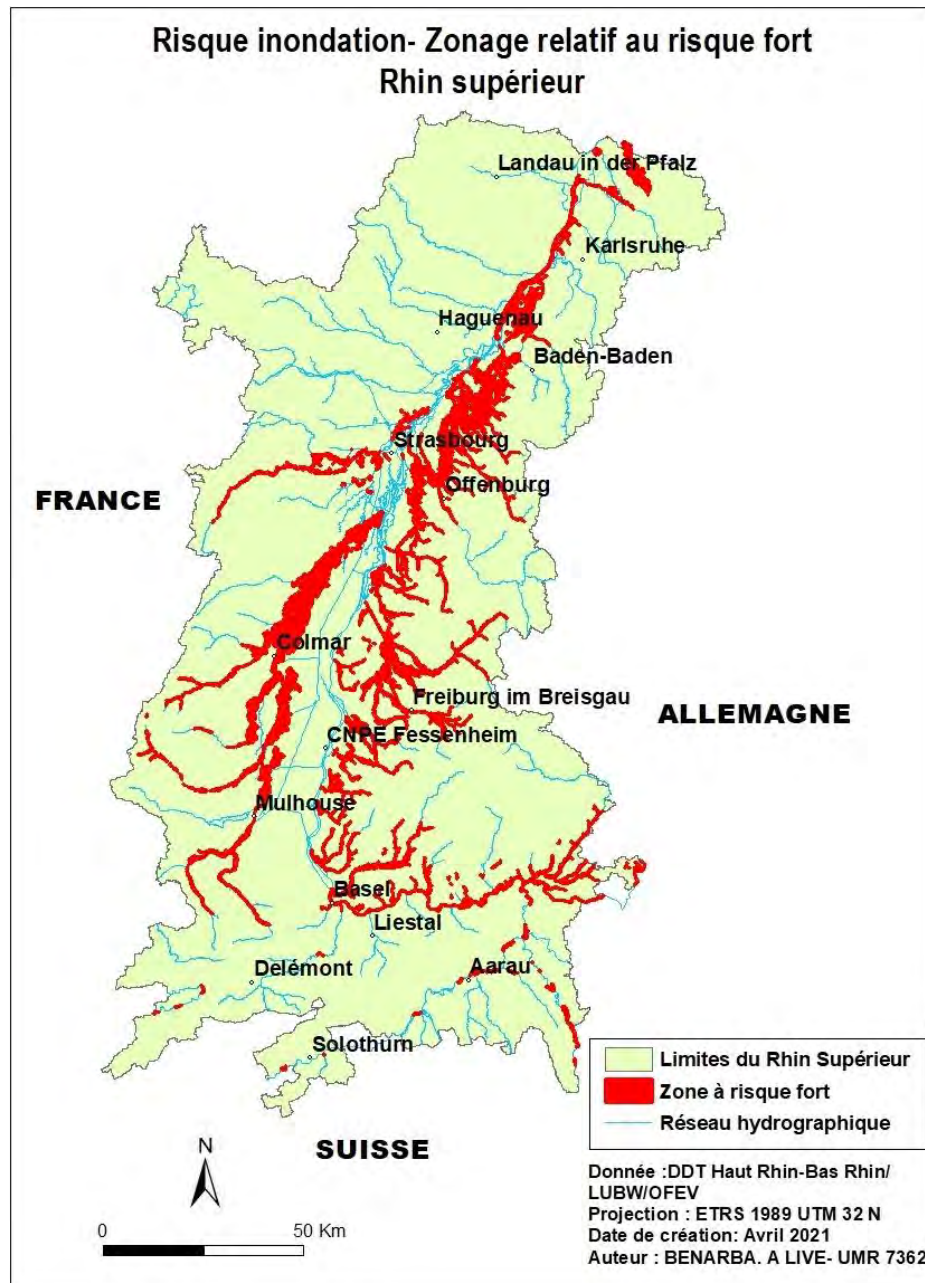 Risque inondation- Zonage relatif au risque fort
Rhin supérieur
Landau in der Pfalz
Karlsruhe
Haguenau
Baden-Baden
Strasbourg
Offenburg
FRANCE
Colmar
Freiburg im Breisgau
ALLEMAGNE
CNPE Fessenheim
Mulhouse
Basel
Liestal
Delémont
Aarau
Solothurn
SUISSE
N
0 50 Km
Limites du Rhin Supérieur
Zone à risque fort
Réseau hydrographique
Donnée :DDT Haut Rhin-Bas Rhin/
LUBW/OFEV
Projection : ETRS 1989 UTM 32 N
Date de création: Avril 2021
Auteur : BENARBA. A LIVE- UMR 7362